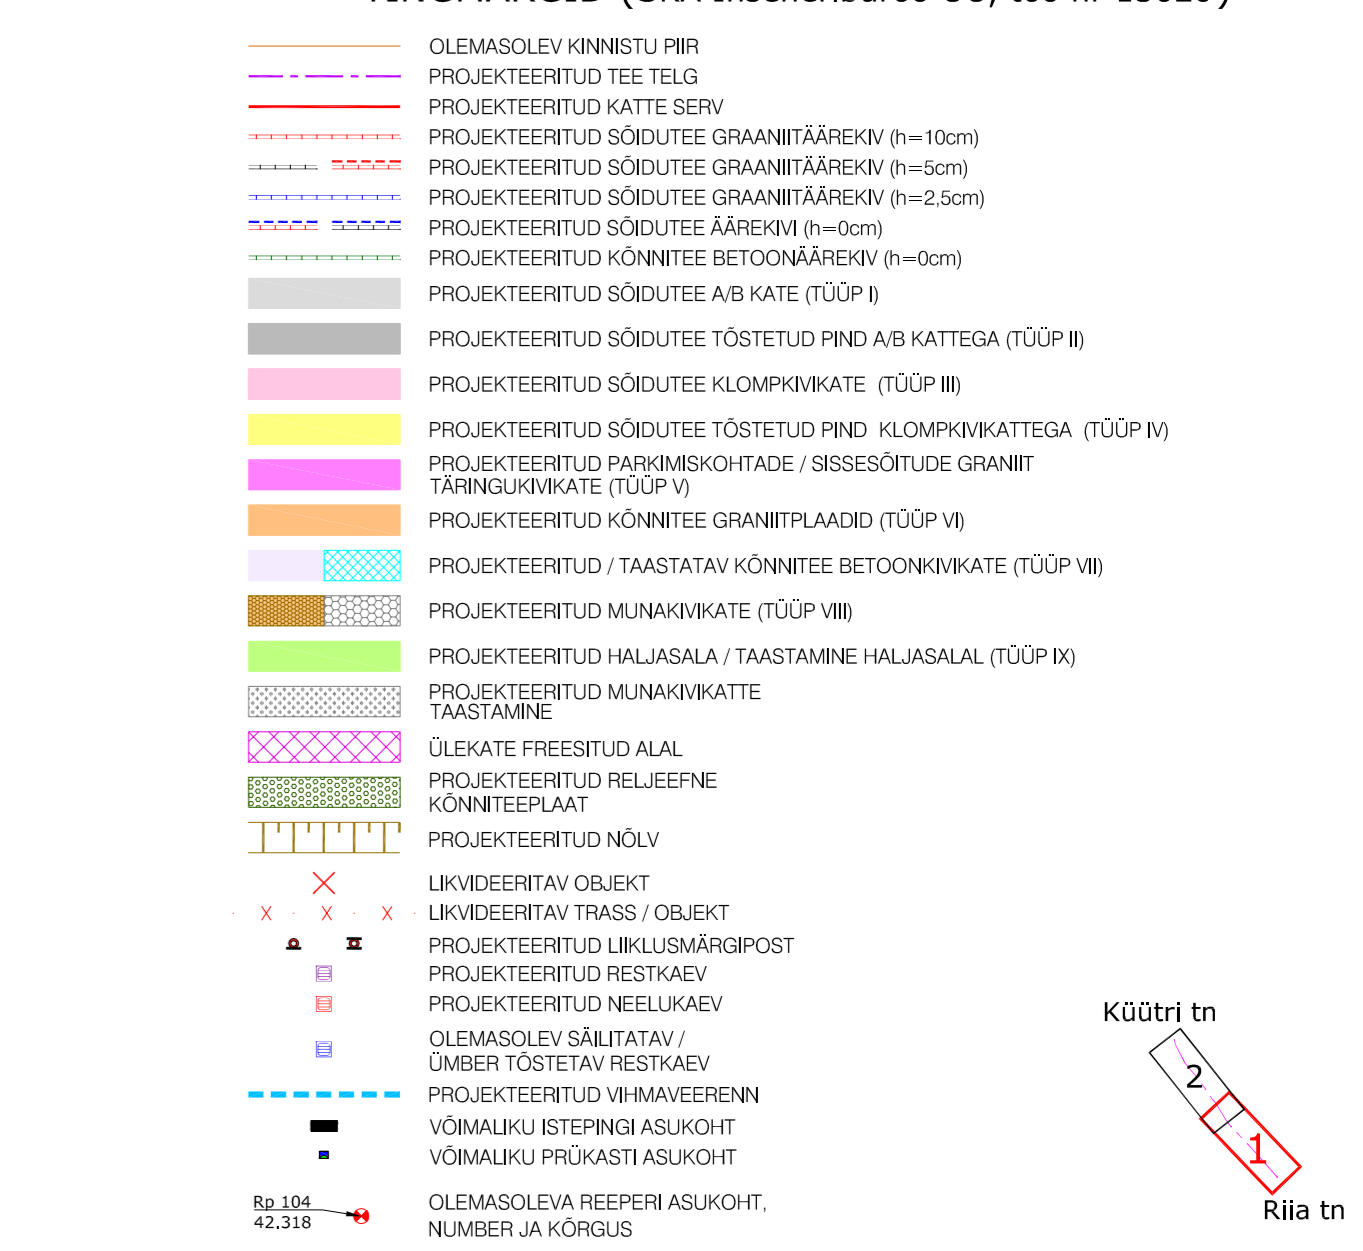 OLEMASOLEV KINNISTU PIIR
PROJEKTEERITUD TEE TELG
PROJEKTEERITUD KATTE SERV
PROJEKTEERITUD SÕIDUTEE GRAANIITÄÄREKIV (h=10cm)
PROJEKTEERITUD SÕIDUTEE GRAANIITÄÄREKIV (h=5cm)
PROJEKTEERITUD SÕIDUTEE GRAANIITÄÄREKIV (h=2,5cm)
PROJEKTEERITUD SÕIDUTEE ÄÄREKIVI (h=0cm)
PROJEKTEERITUD KÕNNITEE BETOONÄÄREKIV (h=0cm)
PROJEKTEERITUD SÕIDUTEE A/B KATE (TÜÜP I)
PROJEKTEERITUD SÕIDUTEE TÕSTETUD PIND A/B KATTEGA (TÜÜP II)
PROJEKTEERITUD SÕIDUTEE KLOMPKIVIKATE (TÜÜP III)
PROJEKTEERITUD SÕIDUTEE TÕSTETUD PIND KLOMPKIVIKATTEGA (TÜÜP IV)
PROJEKTEERITUD PARKIMISKOHTADE / SISSESÕITUDE GRANIIT
TÄRINGUKIVIKATE (TÜÜP V)
PROJEKTEERITUD KÕNNITEE GRANIITPLAADID (TÜÜP VI)
PROJEKTEERITUD / TAASTATAV KÕNNITEE BETOONKIVIKATE (TÜÜP VII)
PROJEKTEERITUD MUNAKIVIKATE (TÜÜP VIII)
PROJEKTEERITUD HALJASALA / TAASTAMINE HALJASALAL (TÜÜP IX)
PROJEKTEERITUD MUNAKIVIKATTE
TAASTAMINE
ÜLEKATE FREESITUD ALAL
PROJEKTEERITUD RELJEEFNE
KÕNNITEEPLAAT
PROJEKTEERITUD NÕLV
LIKVIDEERITAV OBJEKT
LIKVIDEERITAV TRASS / OBJEKT
PROJEKTEERITUD LIIKLUSMÄRGIPOST
PROJEKTEERITUD RESTKAEV
PROJEKTEERITUD NEELUKAEV
OLEMASOLEV SÄILITATAV /
ÜMBER TÕSTETAV RESTKAEV
PROJEKTEERITUD VIHMAVEERENN
VÕIMALIKU ISTEPINGI ASUKOHT
VÕIMALIKU PRÜKASTI ASUKOHT
Rp 104
42.318
OLEMASOLEVA REEPERI ASUKOHT,
NUMBER JA KÕRGUS
Küütri tn
2
1
Riia tn